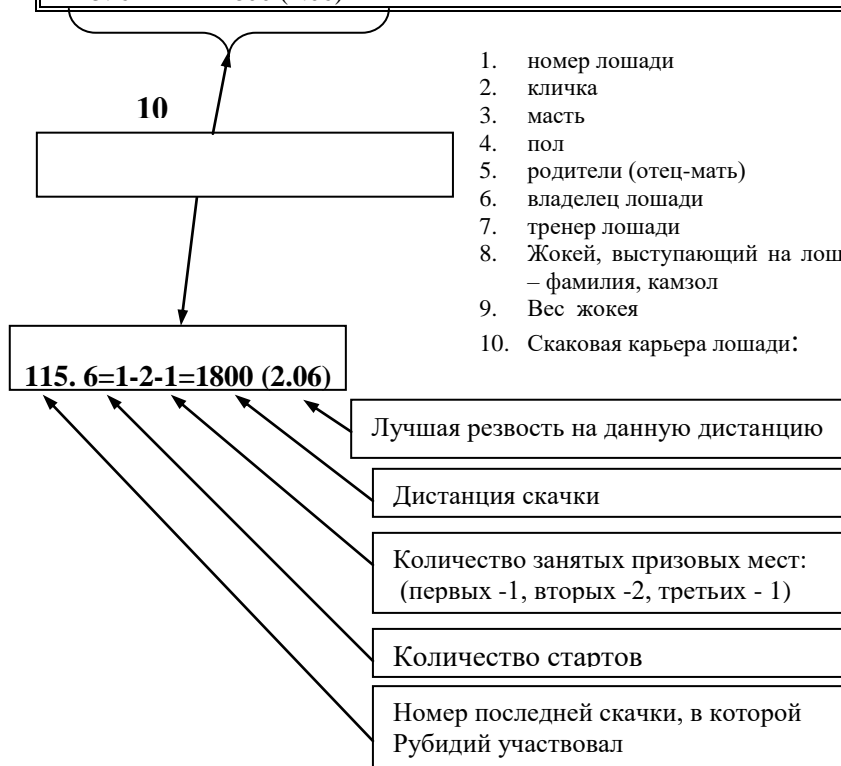 10
1. номер лошади
2. кличка
3. масть
4. пол
5. родители (отец-мать)
6. владелец лошади
7. тренер лошади
8. Жокей, выступающий на
– фамилия, камзол
9. Вес жокея
10. Скаковая карьера лошади:
115. 6=1-2-1=1800 (2.06)
Лучшая резвость на данную дистанцию
Дистанция скачки
Количество занятых призовых мест:
(первых -1, вторых -2, третьих - 1)
Количество стартов
Номер последней скачки, в которой
Рубидий участвовал